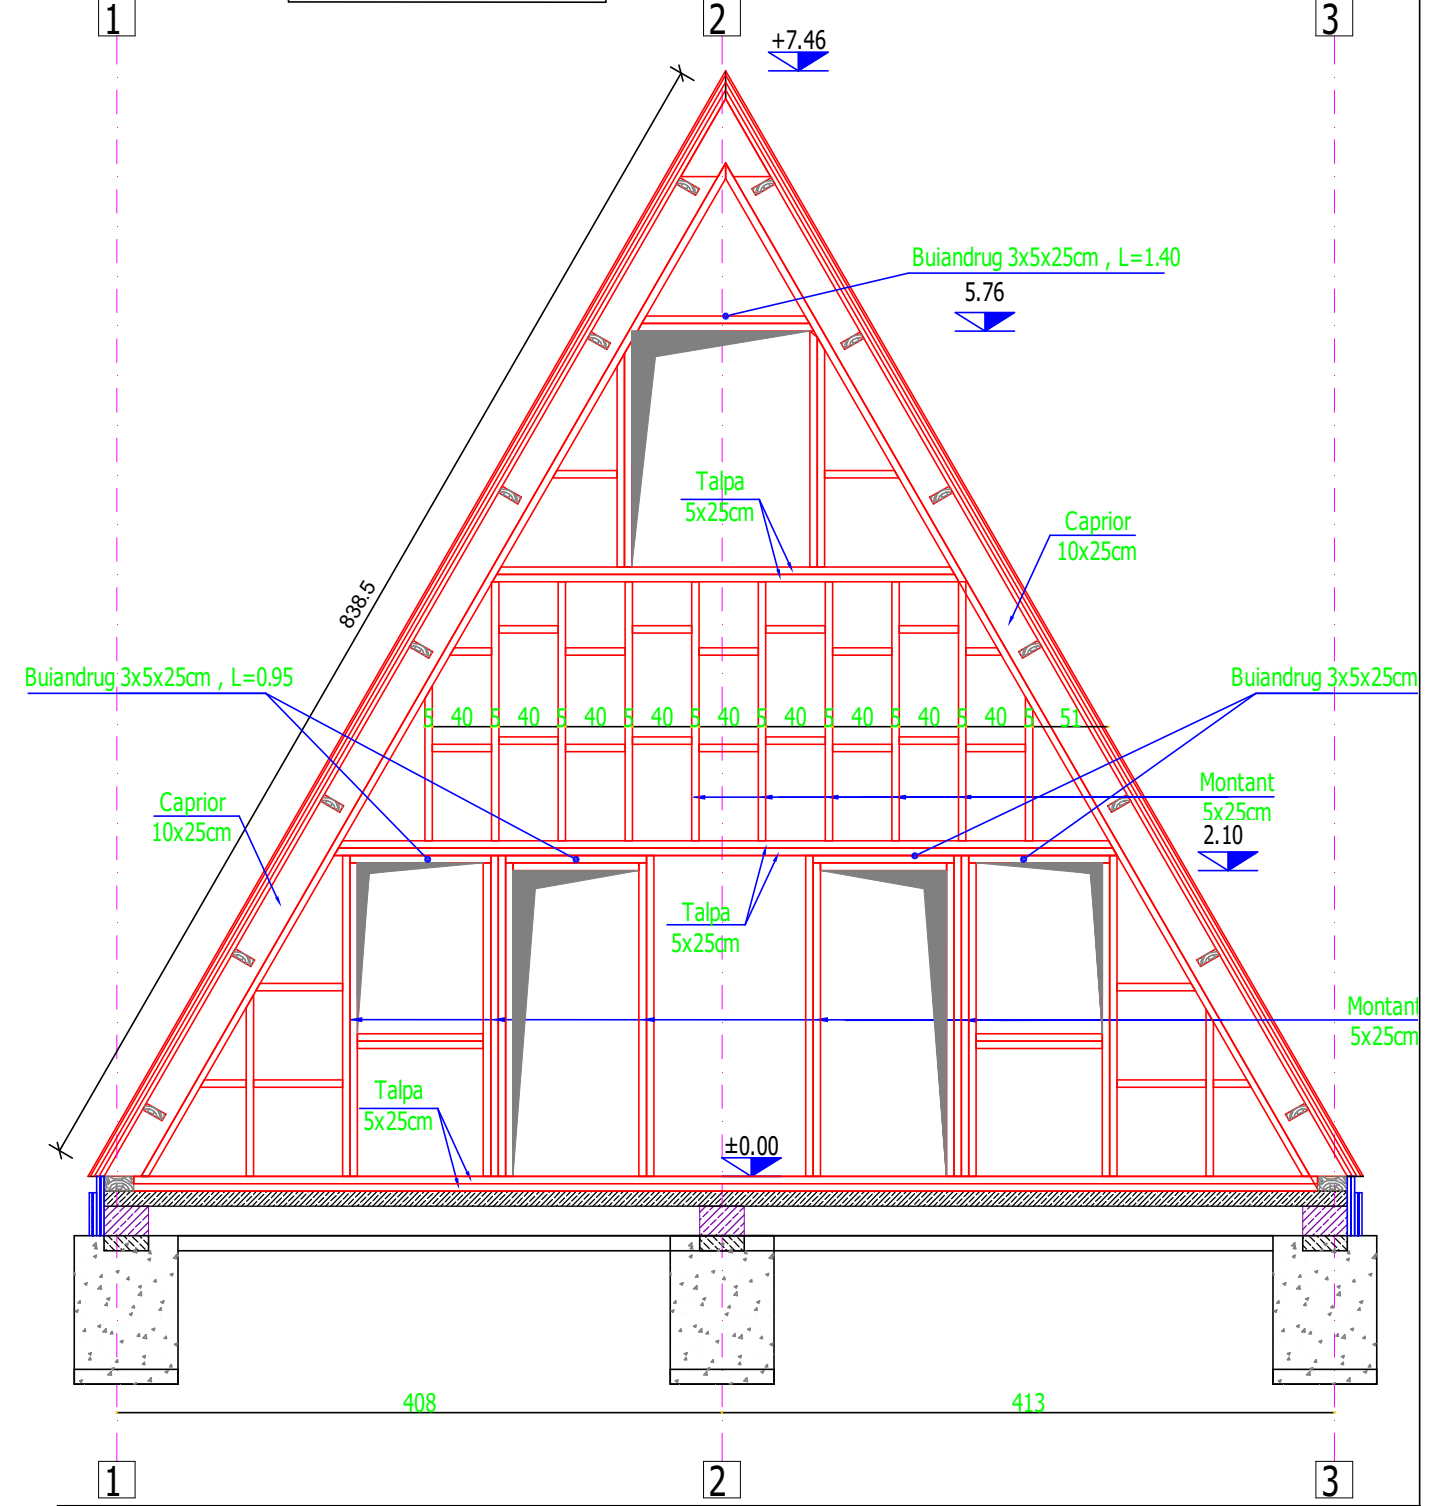 1
2
3
+7.46
Buiandrug 3x5x25cm , L=1.40
5.76
Talpa
5x25cm
Caprior
10x25cm
838.5
Buiandrug 3x5x25cm , L=0.95
Buiandrug 3x5x25cm
5 40 5 40 5 40 5 40 5 40 5 40 5 40 5 40 5 40 5 51
Montant
5x25cm
Caprior
10x25cm
2.10
Talpa
5x25cm
Montant
5x25cm
Talpa
5x25cm
±0.00
408
413
1
2
3